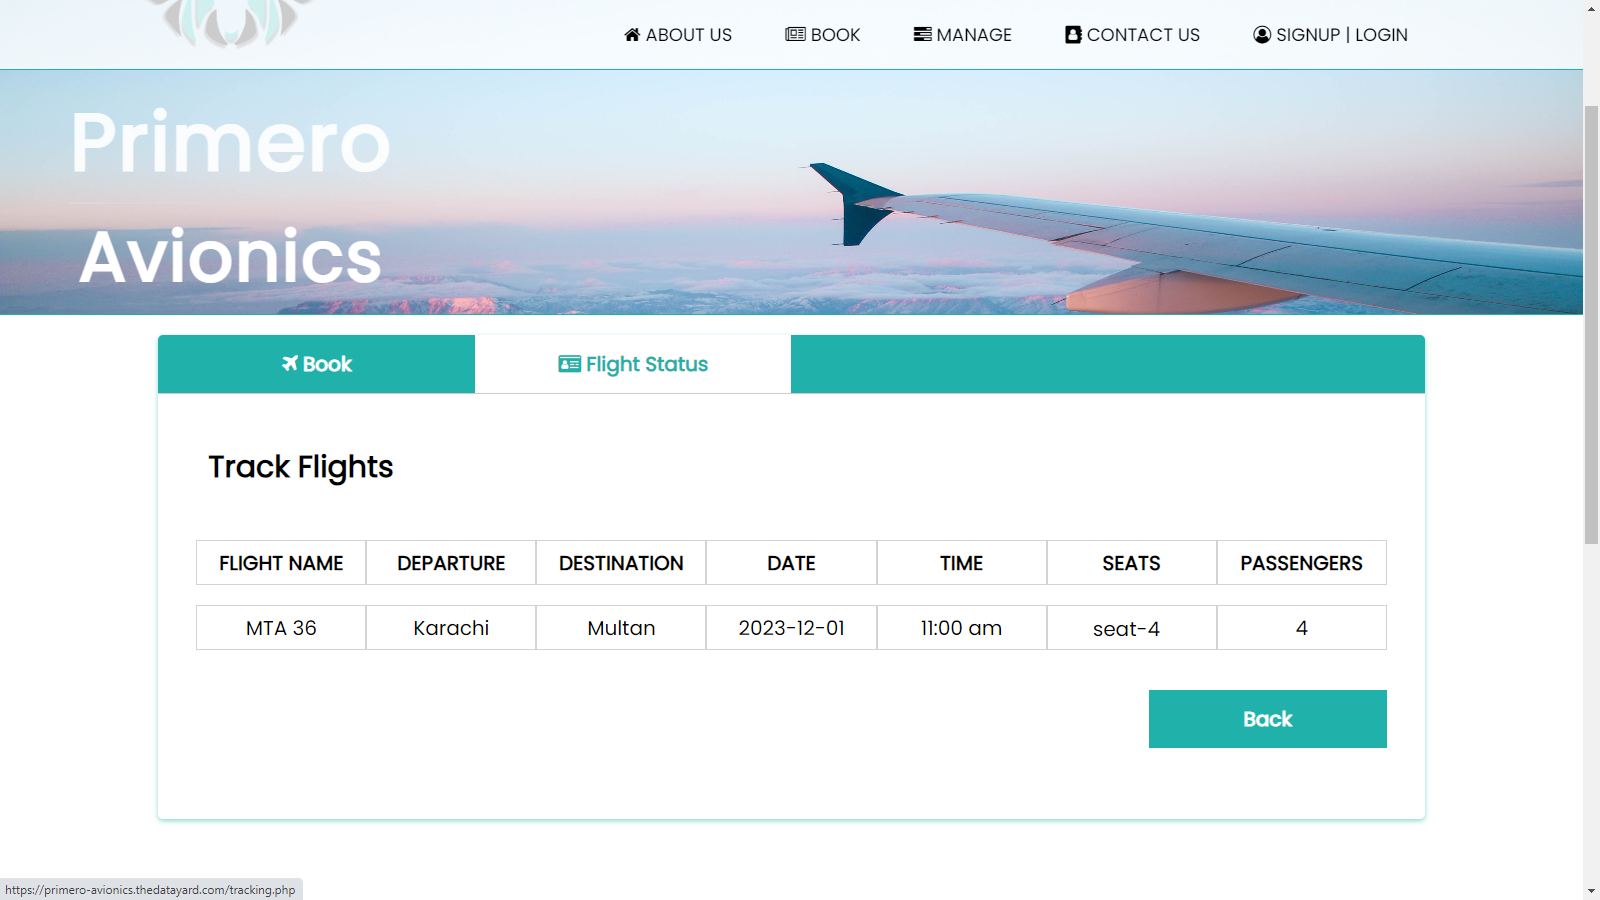 ABOUT US BOOK MANAGE CONTACT US SIGNUP | LOGIN
Primero
Avionics
Book Flight Status
Track Flights
FLIGHT NAME DEPARTURE DESTINATION DATE TIME SEATS PASSENGERS
MTA 36 Karachi Multan 2023-12-01 11:00 am seat-4 4
Back
https://primero-avionics.thedatayard.com/tracking.php